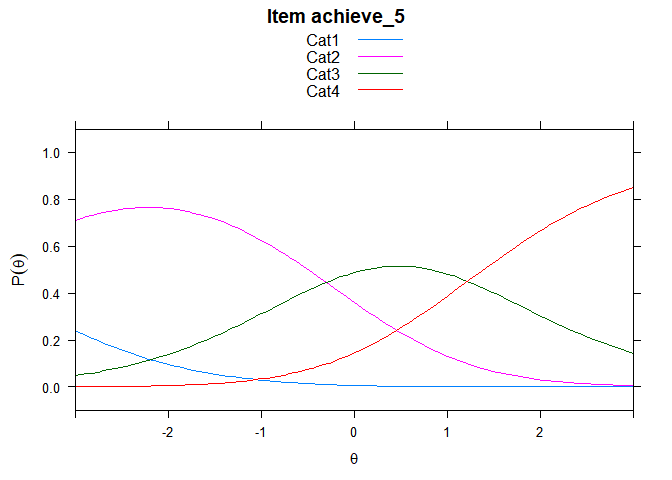 Item achieve_5
Cat1
Cat2
Cat3
Cat4
P(θ)
1.0
0.8
0.6
0.4
0.2
0.0
-2 -1 0 1 2
θ